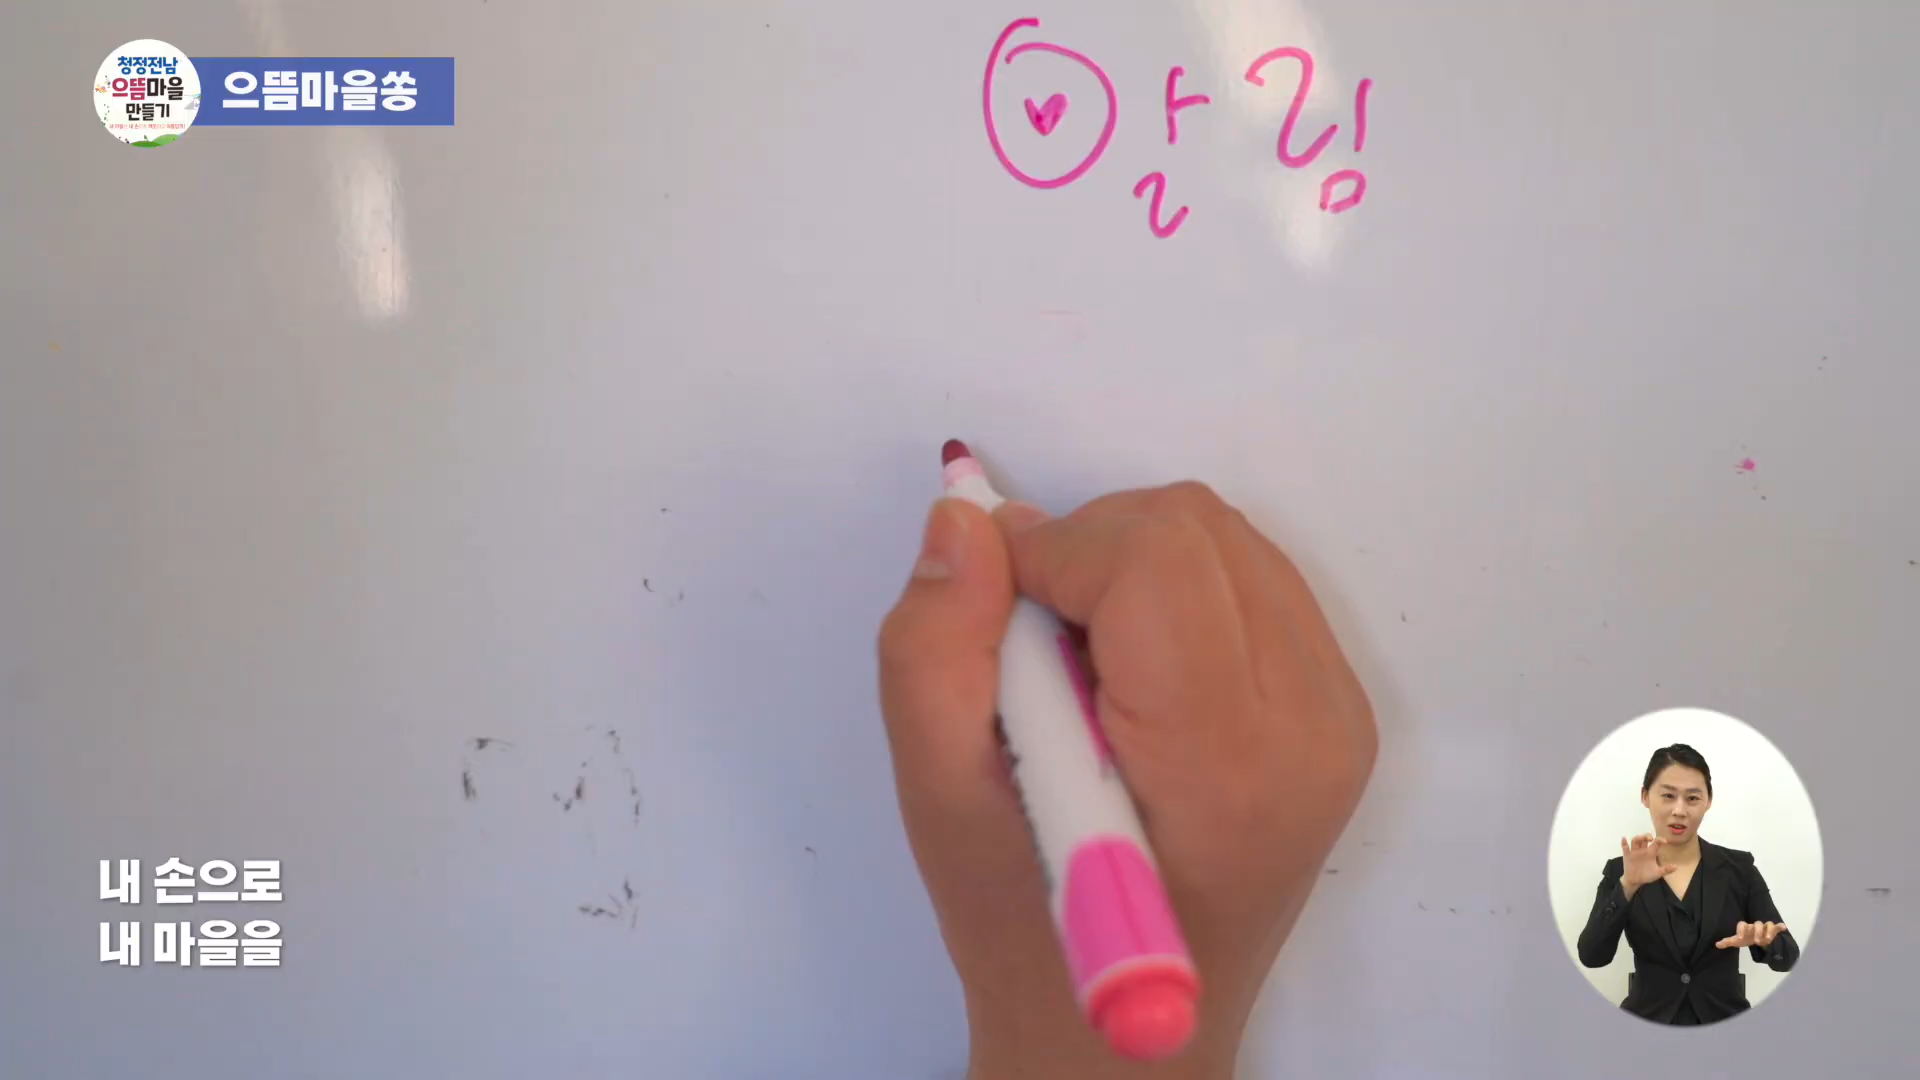 청정전남
으뜸마을
만들기
으뜸마을쏭
알림
내 손으로
내 마을을